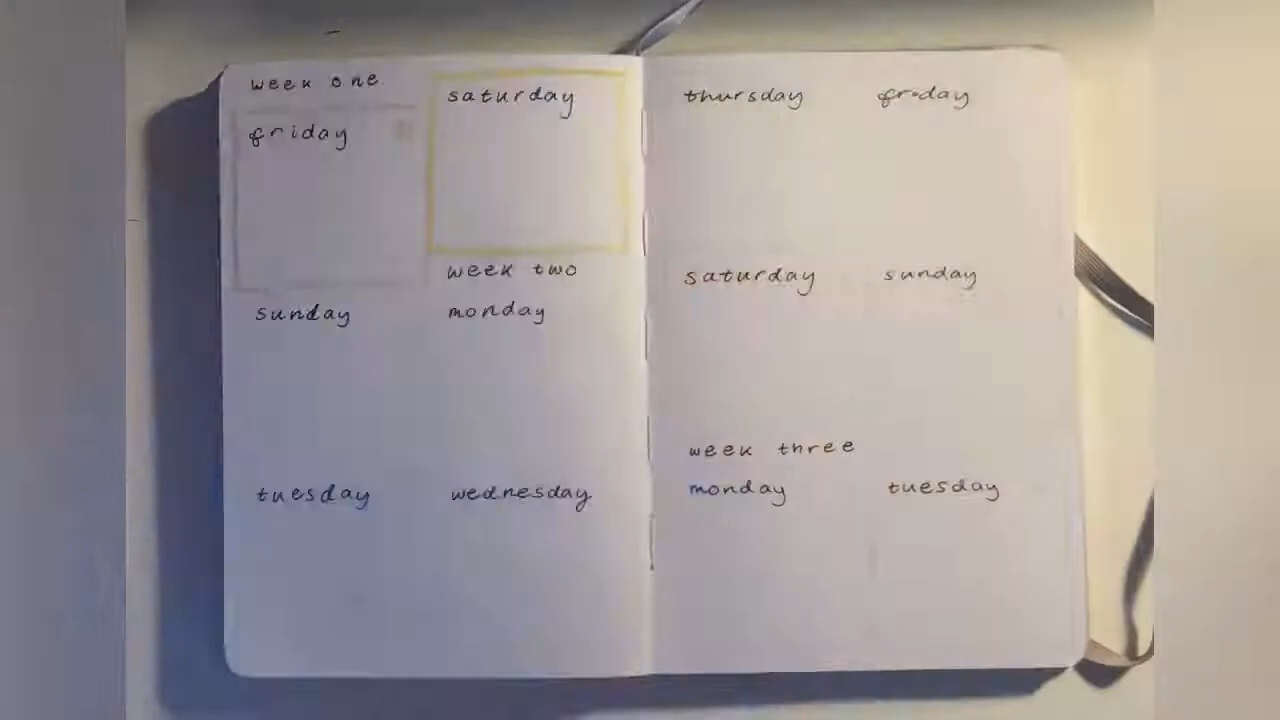 week one
friday
saturday
sunday
week two
monday
tuesday
wednesday
thursday
friday
saturday
sunday
week three
monday
tuesday